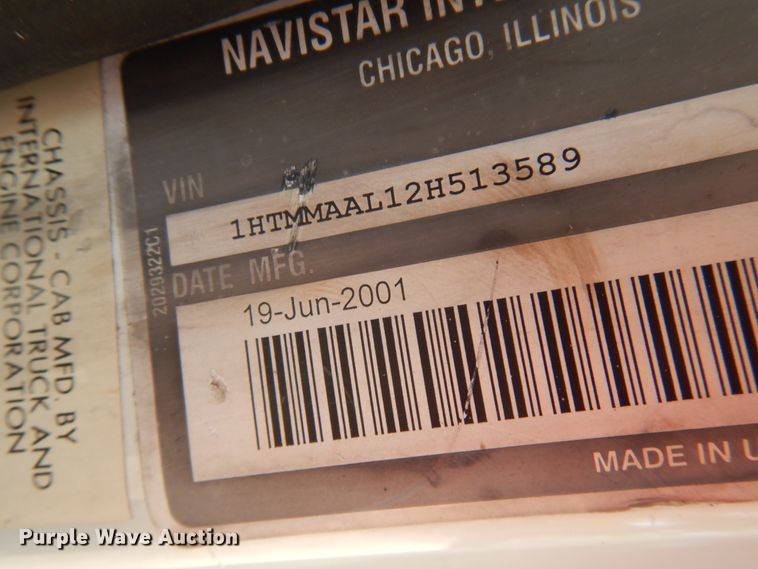 NAVISTAR
CHICAGO, ILLINOIS
VIN
1HTMMAAL12H513589
DATE MFG.
19-Jun-2001
MADE IN
2029322C1
CHASSIS - CAB MFD. BY
INTERNATIONAL TRUCK AND
ENGINE CORPORATION
Purple Wave Auction